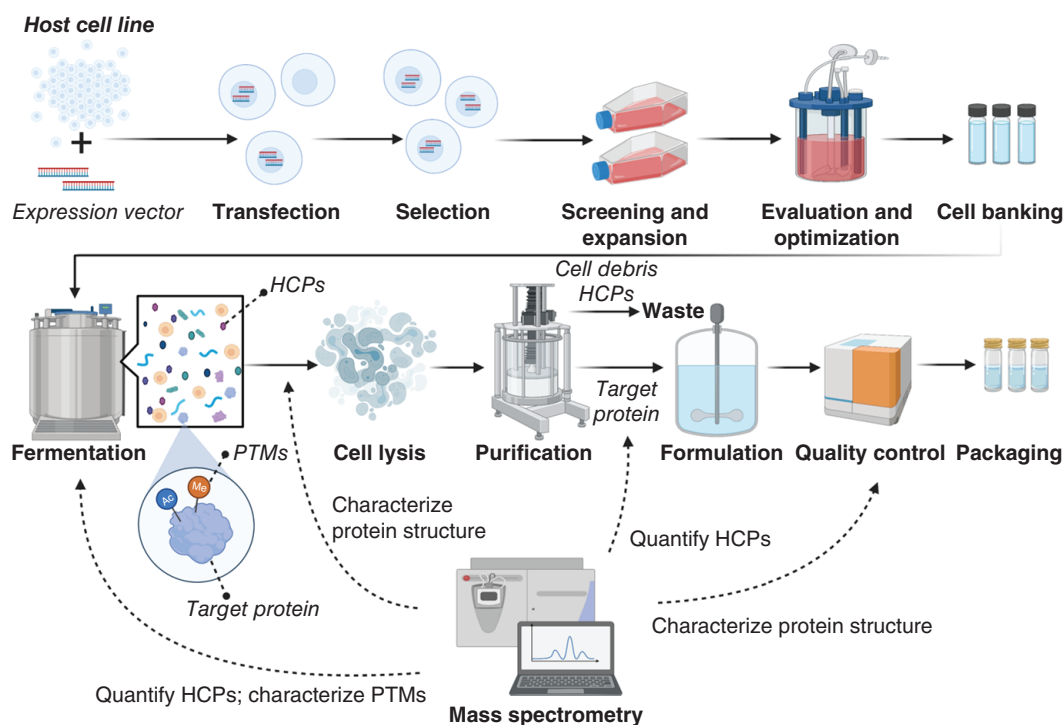 Host cell line
Expression vector
Transfection
Selection
Screening and
expansion
Evaluation and
optimization
Cell banking
HCPs
Cell debris
HCPs
Waste
Target
protein
Fermentation
Cell lysis
Purification
Formulation
Quality control
Packaging
PTMs
Ac
Me
Target protein
Characterize
protein structure
Quantify HCPs
Characterize protein structure
Quantify HCPs; characterize PTMs
Mass spectrometry